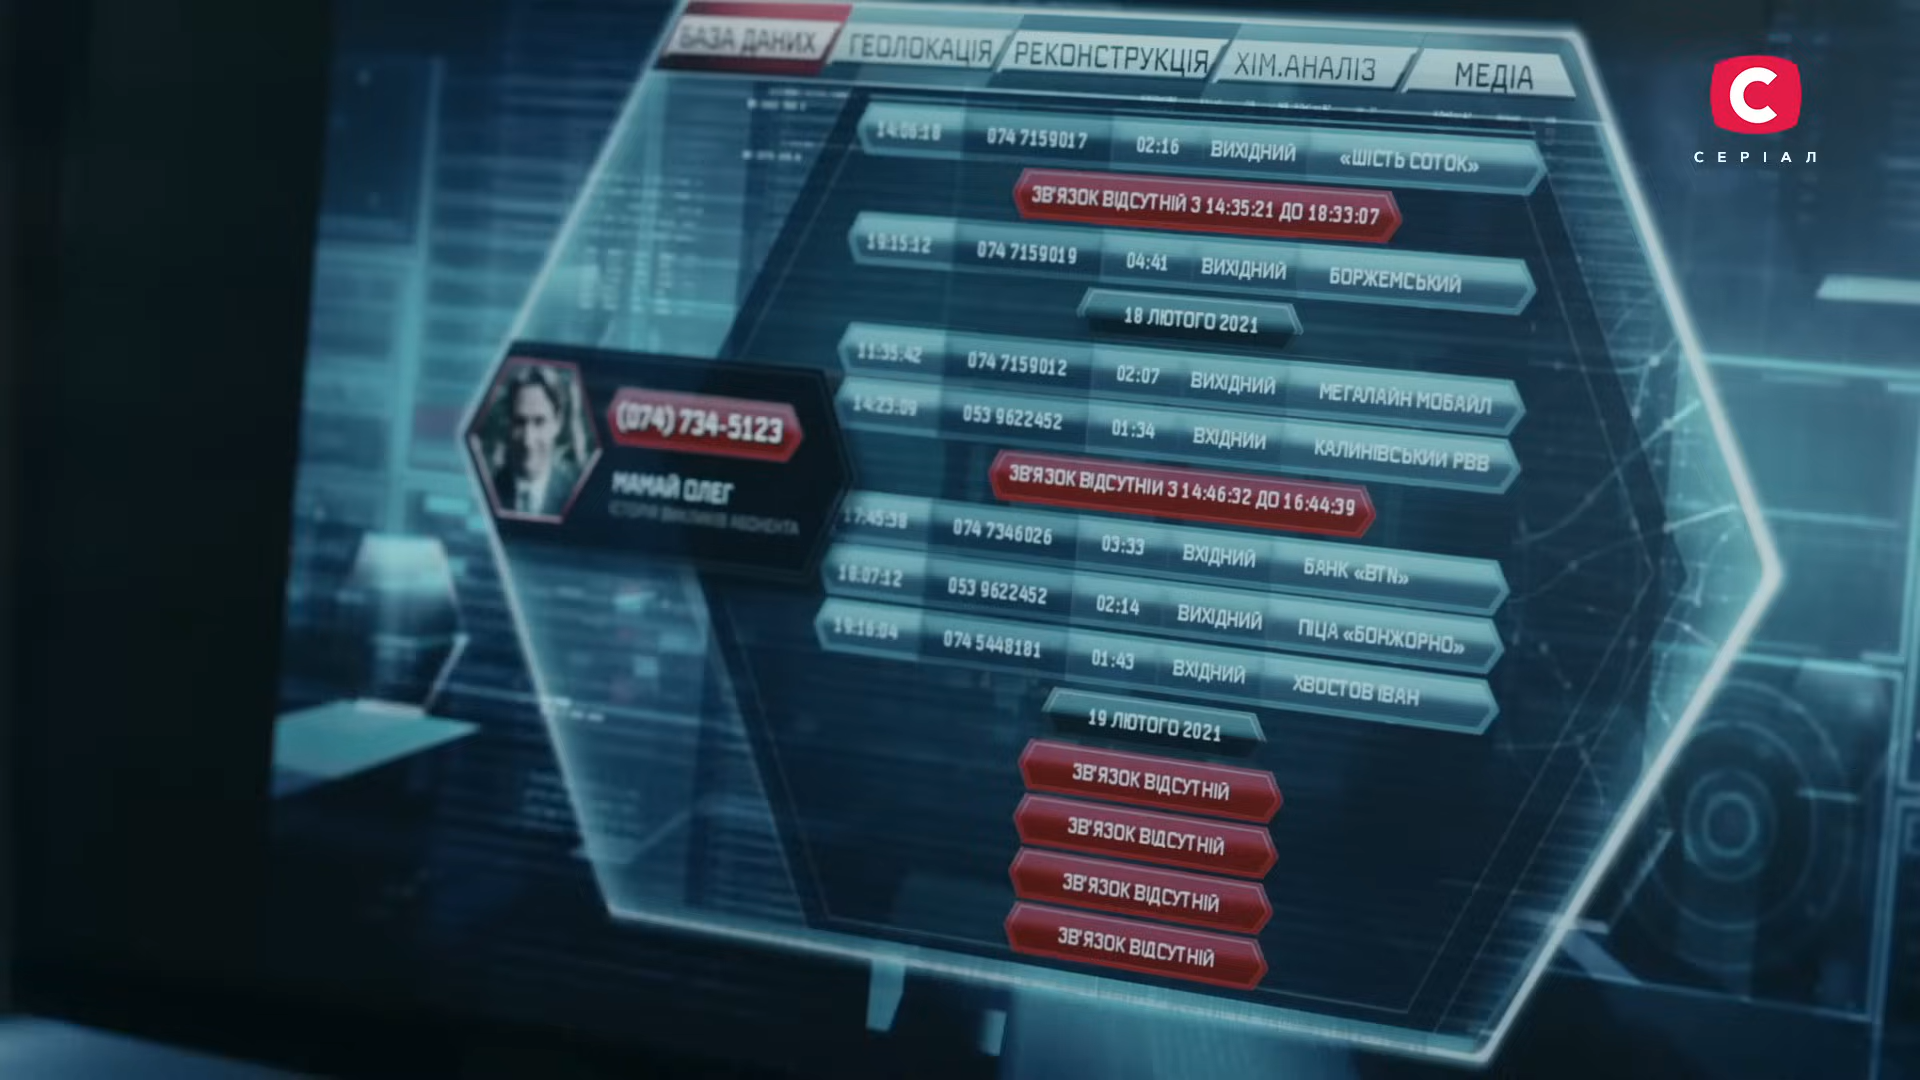 БАЗА ДАНИХ ГЕОЛОКАЦІЯ РЕКОНСТРУКЦІЯ ХІМ.АНАЛІЗ МЕДІА
С
СЕРІАЛ
14:06:18 074 7159017 02:16 ВИХІДНИЙ «ШІСТЬ СОТОК»
ЗВ'ЯЗОК ВІДСУТНІЙ З 14:35:21 ДО 18:33:07
19:15:12 074 7159019 04:41 ВИХІДНИЙ БОРЖЕМСЬКИЙ
18 ЛЮТОГО 2021
11:35:42 074 7159012 02:07 ВИХІДНИЙ МЕГАЛАЙН МОБАЙЛ
14:23:09 053 9622452 01:34 ВХІДНИЙ КАЛИНІВСЬКИЙ РВВ
(074) 734-5123
МАМАЙ ОЛЕГ
ІСТОРІЯ ВИКЛИКІВ АБОНЕНТА
ЗВ'ЯЗОК ВІДСУТНІЙ З 14:46:32 ДО 16:44:39
17:45:38 074 7346026 03:33 ВХІДНИЙ БАНК «BTN»
18:07:12 053 9622452 02:14 ВИХІДНИЙ ПІЦА «БОНЖОРНО»
19:16:04 074 5448181 01:43 ВХІДНИЙ ХВОСТОВ ІВАН
19 ЛЮТОГО 2021
ЗВ'ЯЗОК ВІДСУТНІЙ
ЗВ'ЯЗОК ВІДСУТНІЙ
ЗВ'ЯЗОК ВІДСУТНІЙ
ЗВ'ЯЗОК ВІДСУТНІЙ